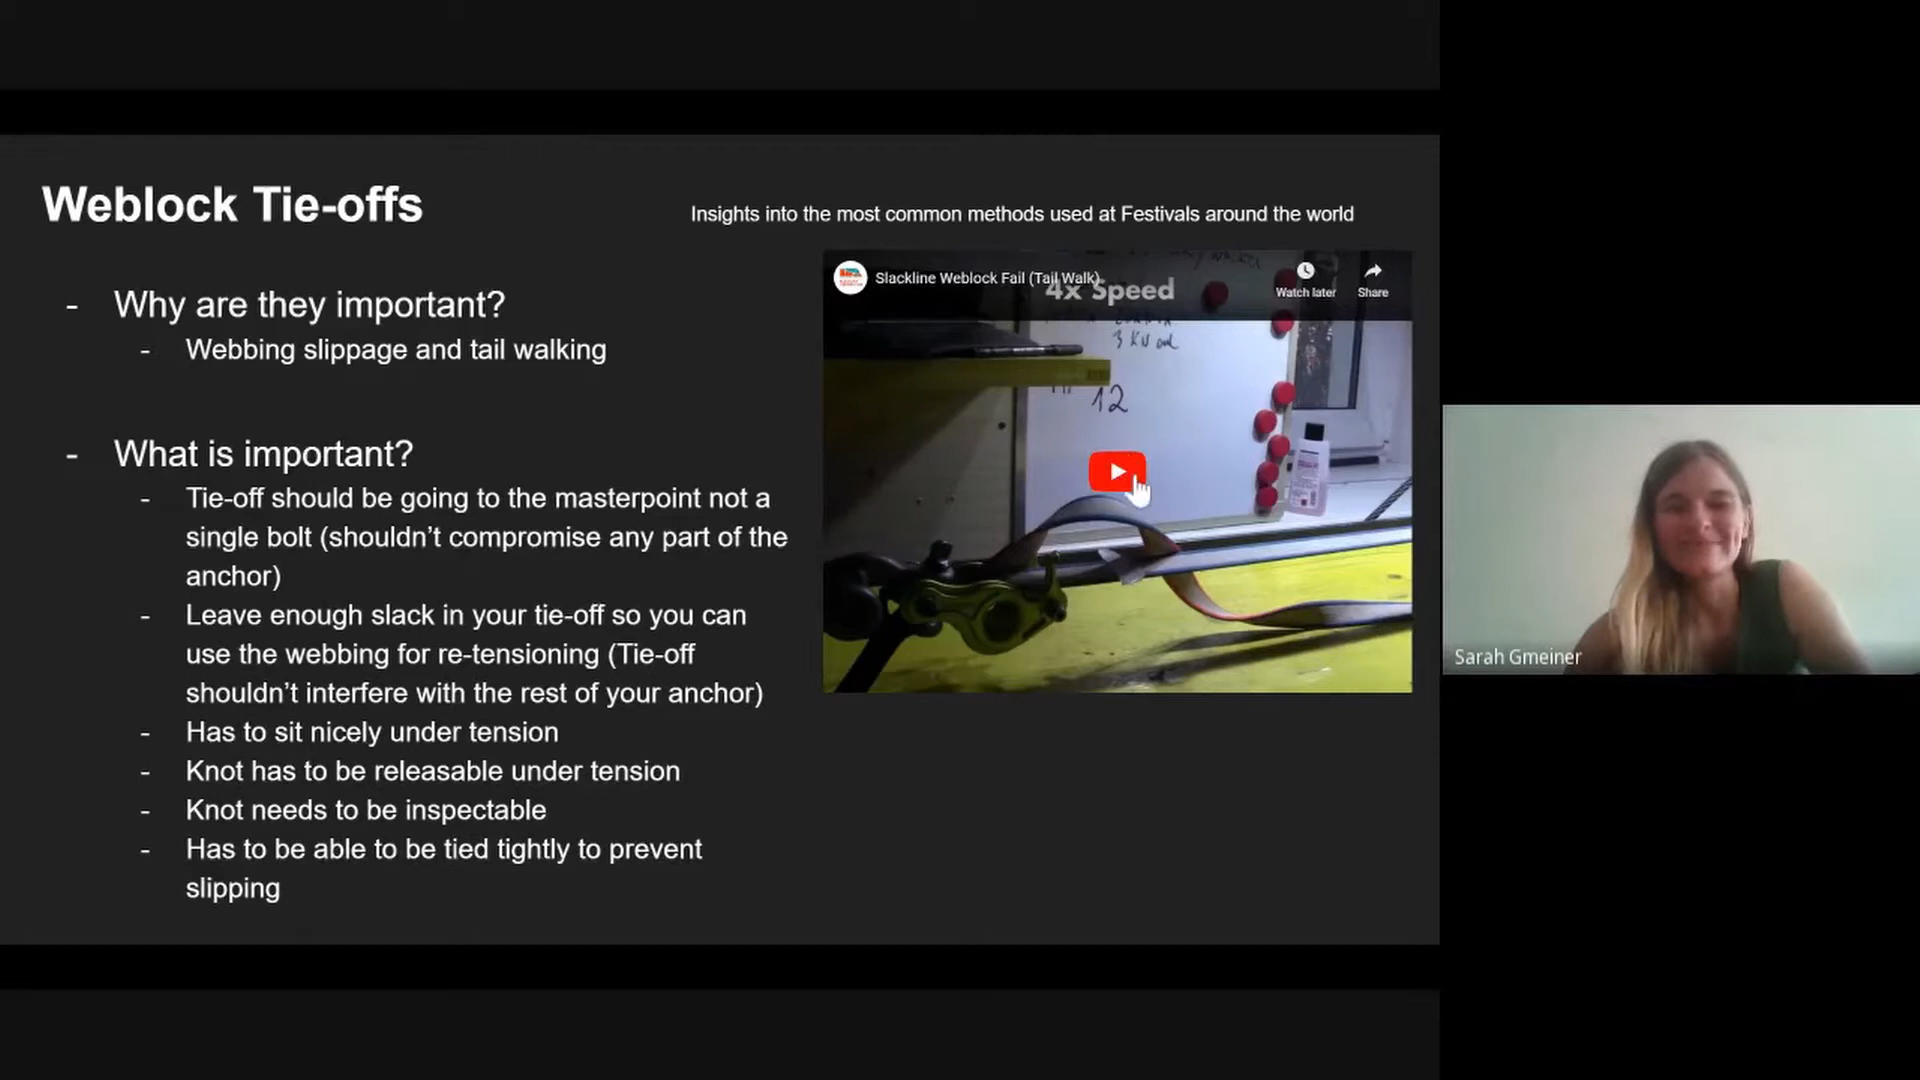 Weblock Tie-offs
Insights into the most common methods used at Festivals around the world
- Why are they important?
- Webbing slippage and tail walking
- What is important?
- Tie-off should be going to the masterpoint not a
single bolt (shouldn't compromise any part of the
anchor)
- Leave enough slack in your tie-off so you can
use the webbing for re-tensioning (Tie-off
shouldn't interfere with the rest of your anchor)
- Has to sit nicely under tension
- Knot has to be releasable under tension
- Knot needs to be inspectable
- Has to be able to be tied tightly to prevent
slipping
Slackline Weblock Fail (Tail Walk)
4x Speed
Watch later
Share
3 KN
12
Sarah Gmeiner